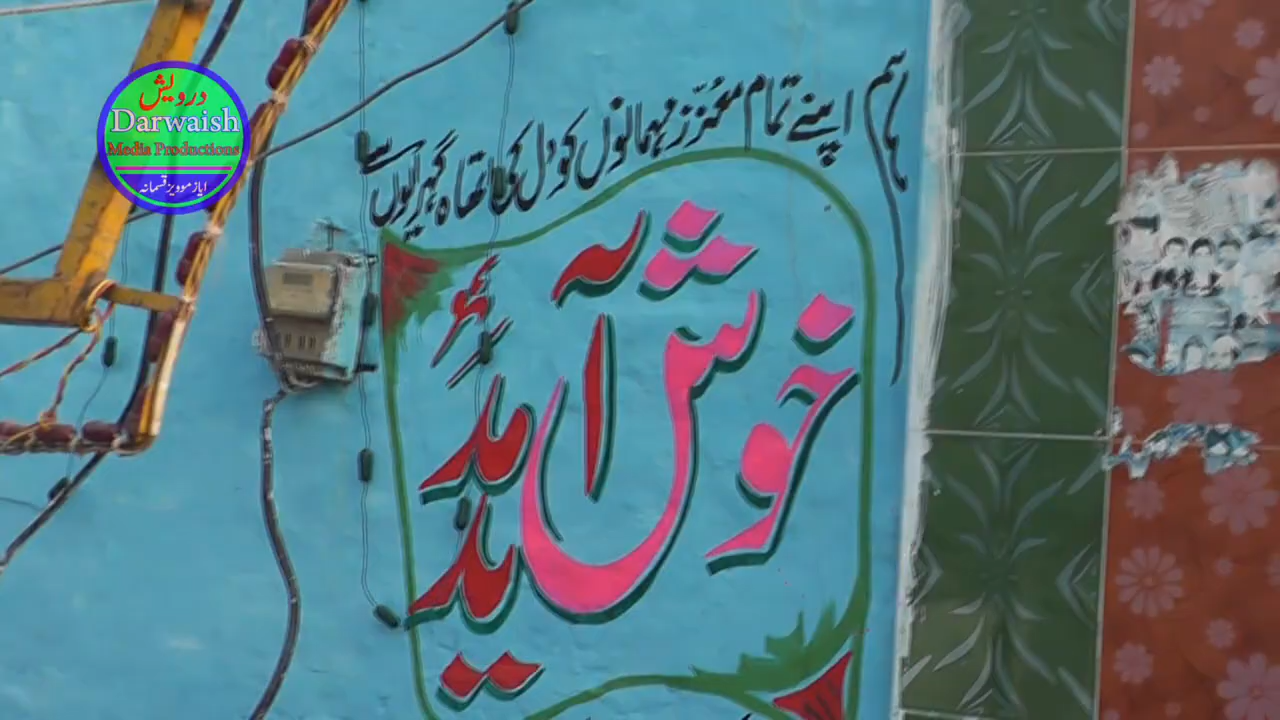 درویش
Darwaish
Media Productions
ایاز موویز قسمانہ
ہم اپنے تمام معزز مہمانوں کو دل کی اتھاہ گہرائیوں سے
خوش آمدید